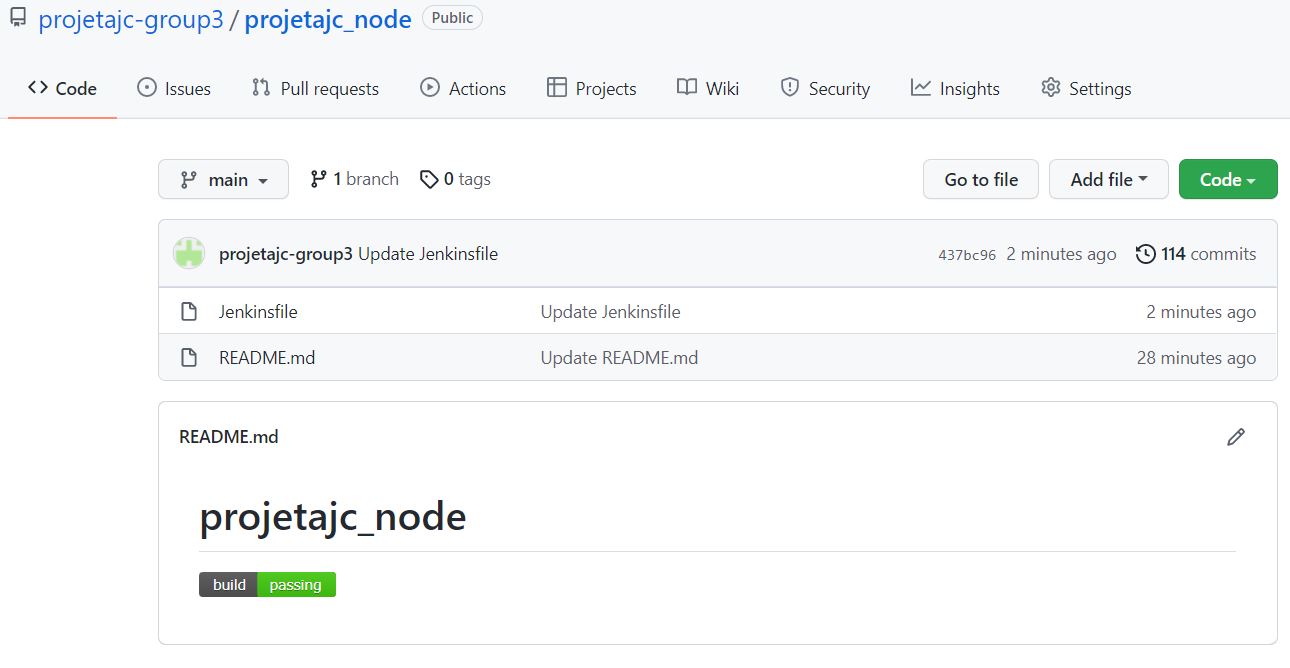 projetajc-group3 / projetajc_node Public
Code Issues Pull requests Actions Projects Wiki Security Insights Settings
main 1 branch 0 tags Go to file Add file Code
projetajc-group3 Update Jenkinsfile 437bc96 2 minutes ago 114 commits
Jenkinsfile Update Jenkinsfile 2 minutes ago
README.md Update README.md 28 minutes ago
README.md
projetajc_node
build passing